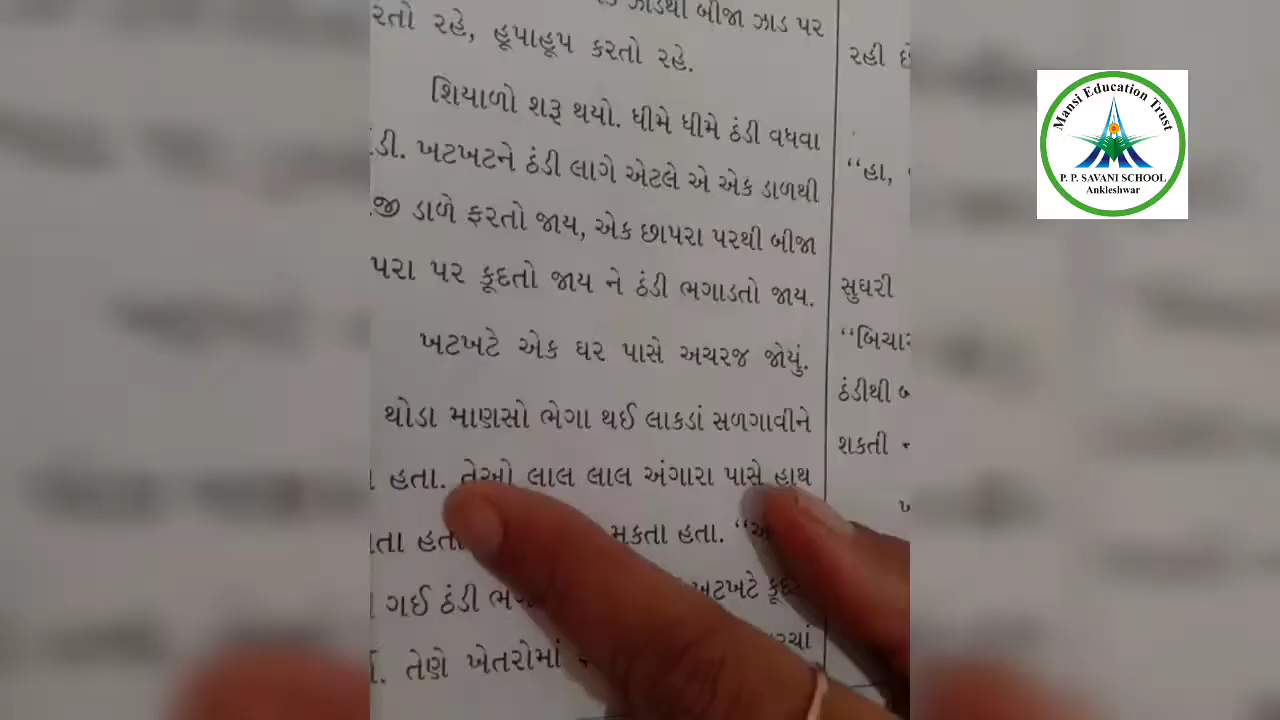 ઝાડથી બીજા ઝાડ પર
રહે, હૂપાહૂપ કરતો રહે.
શિયાળો શરૂ થયો. ધીમે ધીમે ઠંડી વધવા
ખટખટને ઠંડી લાગે એટલે એ એક ડાળથી
ડાળે ફરતો જાય, એક છાપરા પરથી બીજા
પર કૂદતો જાય ને ઠંડી ભગાડતો જાય.
ખટખટે એક ઘર પાસે અચરજ જોયું.
થોડા માણસો ભેગા થઈ લાકડાં સળગાવીને
હતા. તેઓ લાલ લાલ અંગારા પાસે હાથ
હતા. "
ગઈ ઠંડી
તેણે ખેતરોમાં
રહી
"હા,
સુઘરી
ઠંડીથી
શકતી
Mansi Education Trust
P. P. SAVANI SCHOOL
Ankleshwar